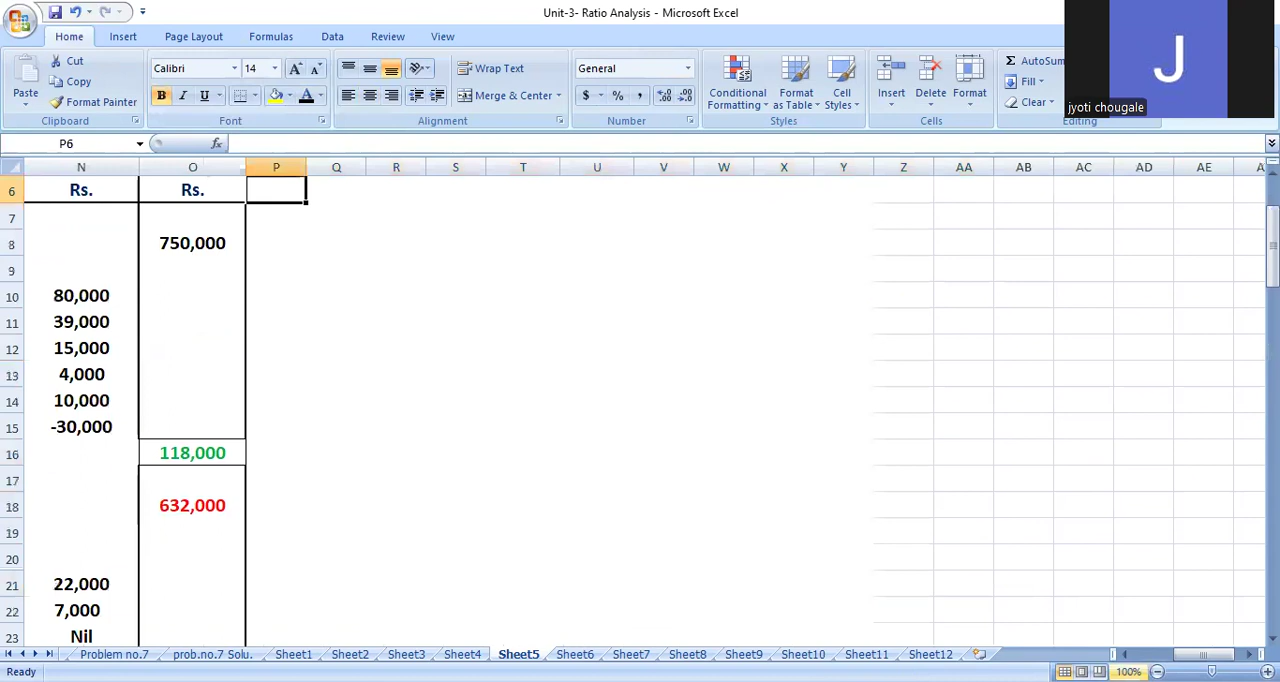 Unit-3- Ratio Analysis - Microsoft Excel
Home Insert Page Layout Formulas Data Review View
Paste Cut Copy Format Painter Clipboard
Calibri 14 A A B I U A Font
Wrap Text Merge & Center Alignment
General $ % , .0 .00 .00 .0 Number
Conditional Formatting Format as Table Cell Styles Styles
Insert Delete Format Cells
Σ AutoSum Fill Clear Editing
J
jyoti chougale
P6 fx
N O P Q R S T U V W X Y Z AA AB AC AD AE
6 Rs. Rs.
7
8 750,000
9
10 80,000
11 39,000
12 15,000
13 4,000
14 10,000
15 -30,000
16 118,000
17
18 632,000
19
20
21 22,000
22 7,000
23 Nil
Problem no.7 prob.no.7 Solu. Sheet1 Sheet2 Sheet3 Sheet4 Sheet5 Sheet6 Sheet7 Sheet8 Sheet9 Sheet10 Sheet11 Sheet12
Ready 100%